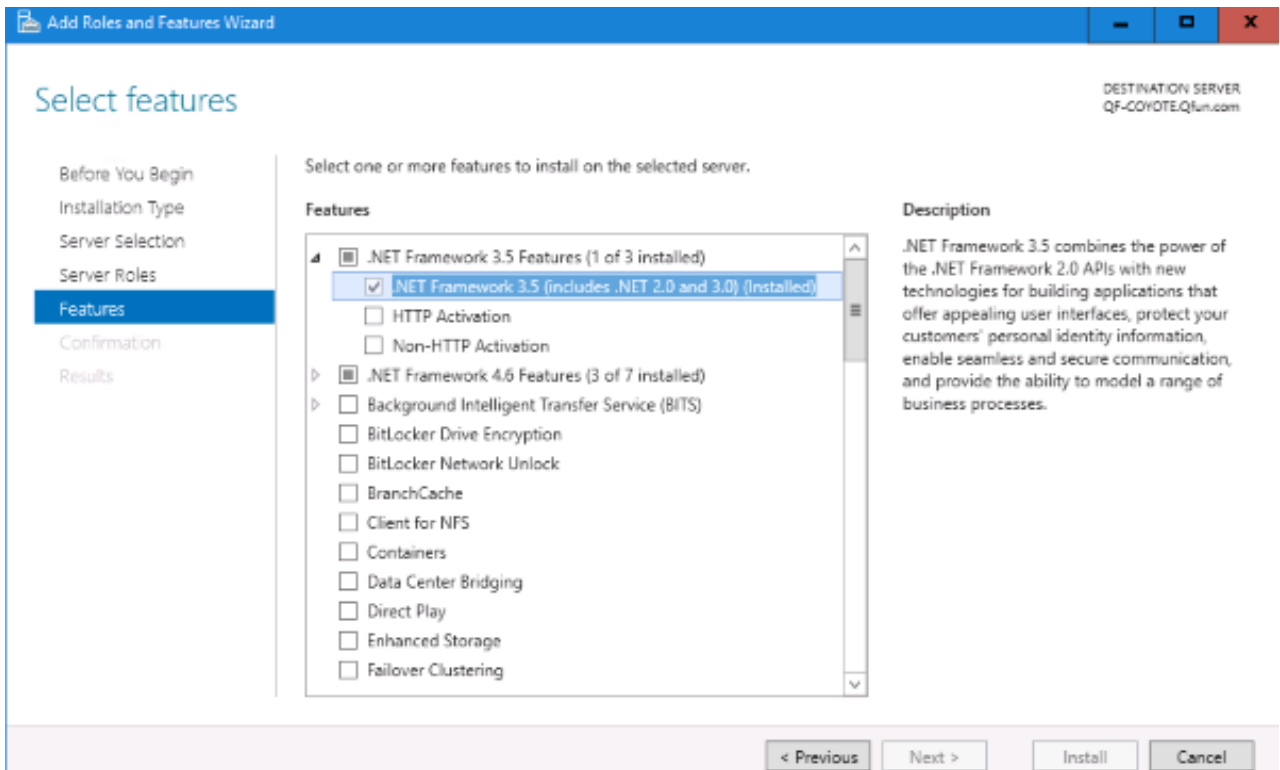 Add Roles and Features Wizard
Select features
DESTINATION SERVER
QF-COYOTE.Qfun.com
Before You Begin
Installation Type
Server Selection
Server Roles
Features
Confirmation
Results
Select one or more features to install on the selected server.
Features
.NET Framework 3.5 Features (1 of 3 installed)
.NET Framework 3.5 (includes .NET 2.0 and 3.0) (Installed)
HTTP Activation
Non-HTTP Activation
.NET Framework 4.6 Features (3 of 7 installed)
Background Intelligent Transfer Service (BITS)
BitLocker Drive Encryption
BitLocker Network Unlock
BranchCache
Client for NFS
Containers
Data Center Bridging
Direct Play
Enhanced Storage
Failover Clustering
Description
.NET Framework 3.5 combines the power of
the .NET Framework 2.0 APIs with new
technologies for building applications that
offer appealing user interfaces, protect your
customers' personal identity information,
enable seamless and secure communication,
and provide the ability to model a range of
business processes.
< Previous
Next >
Install
Cancel